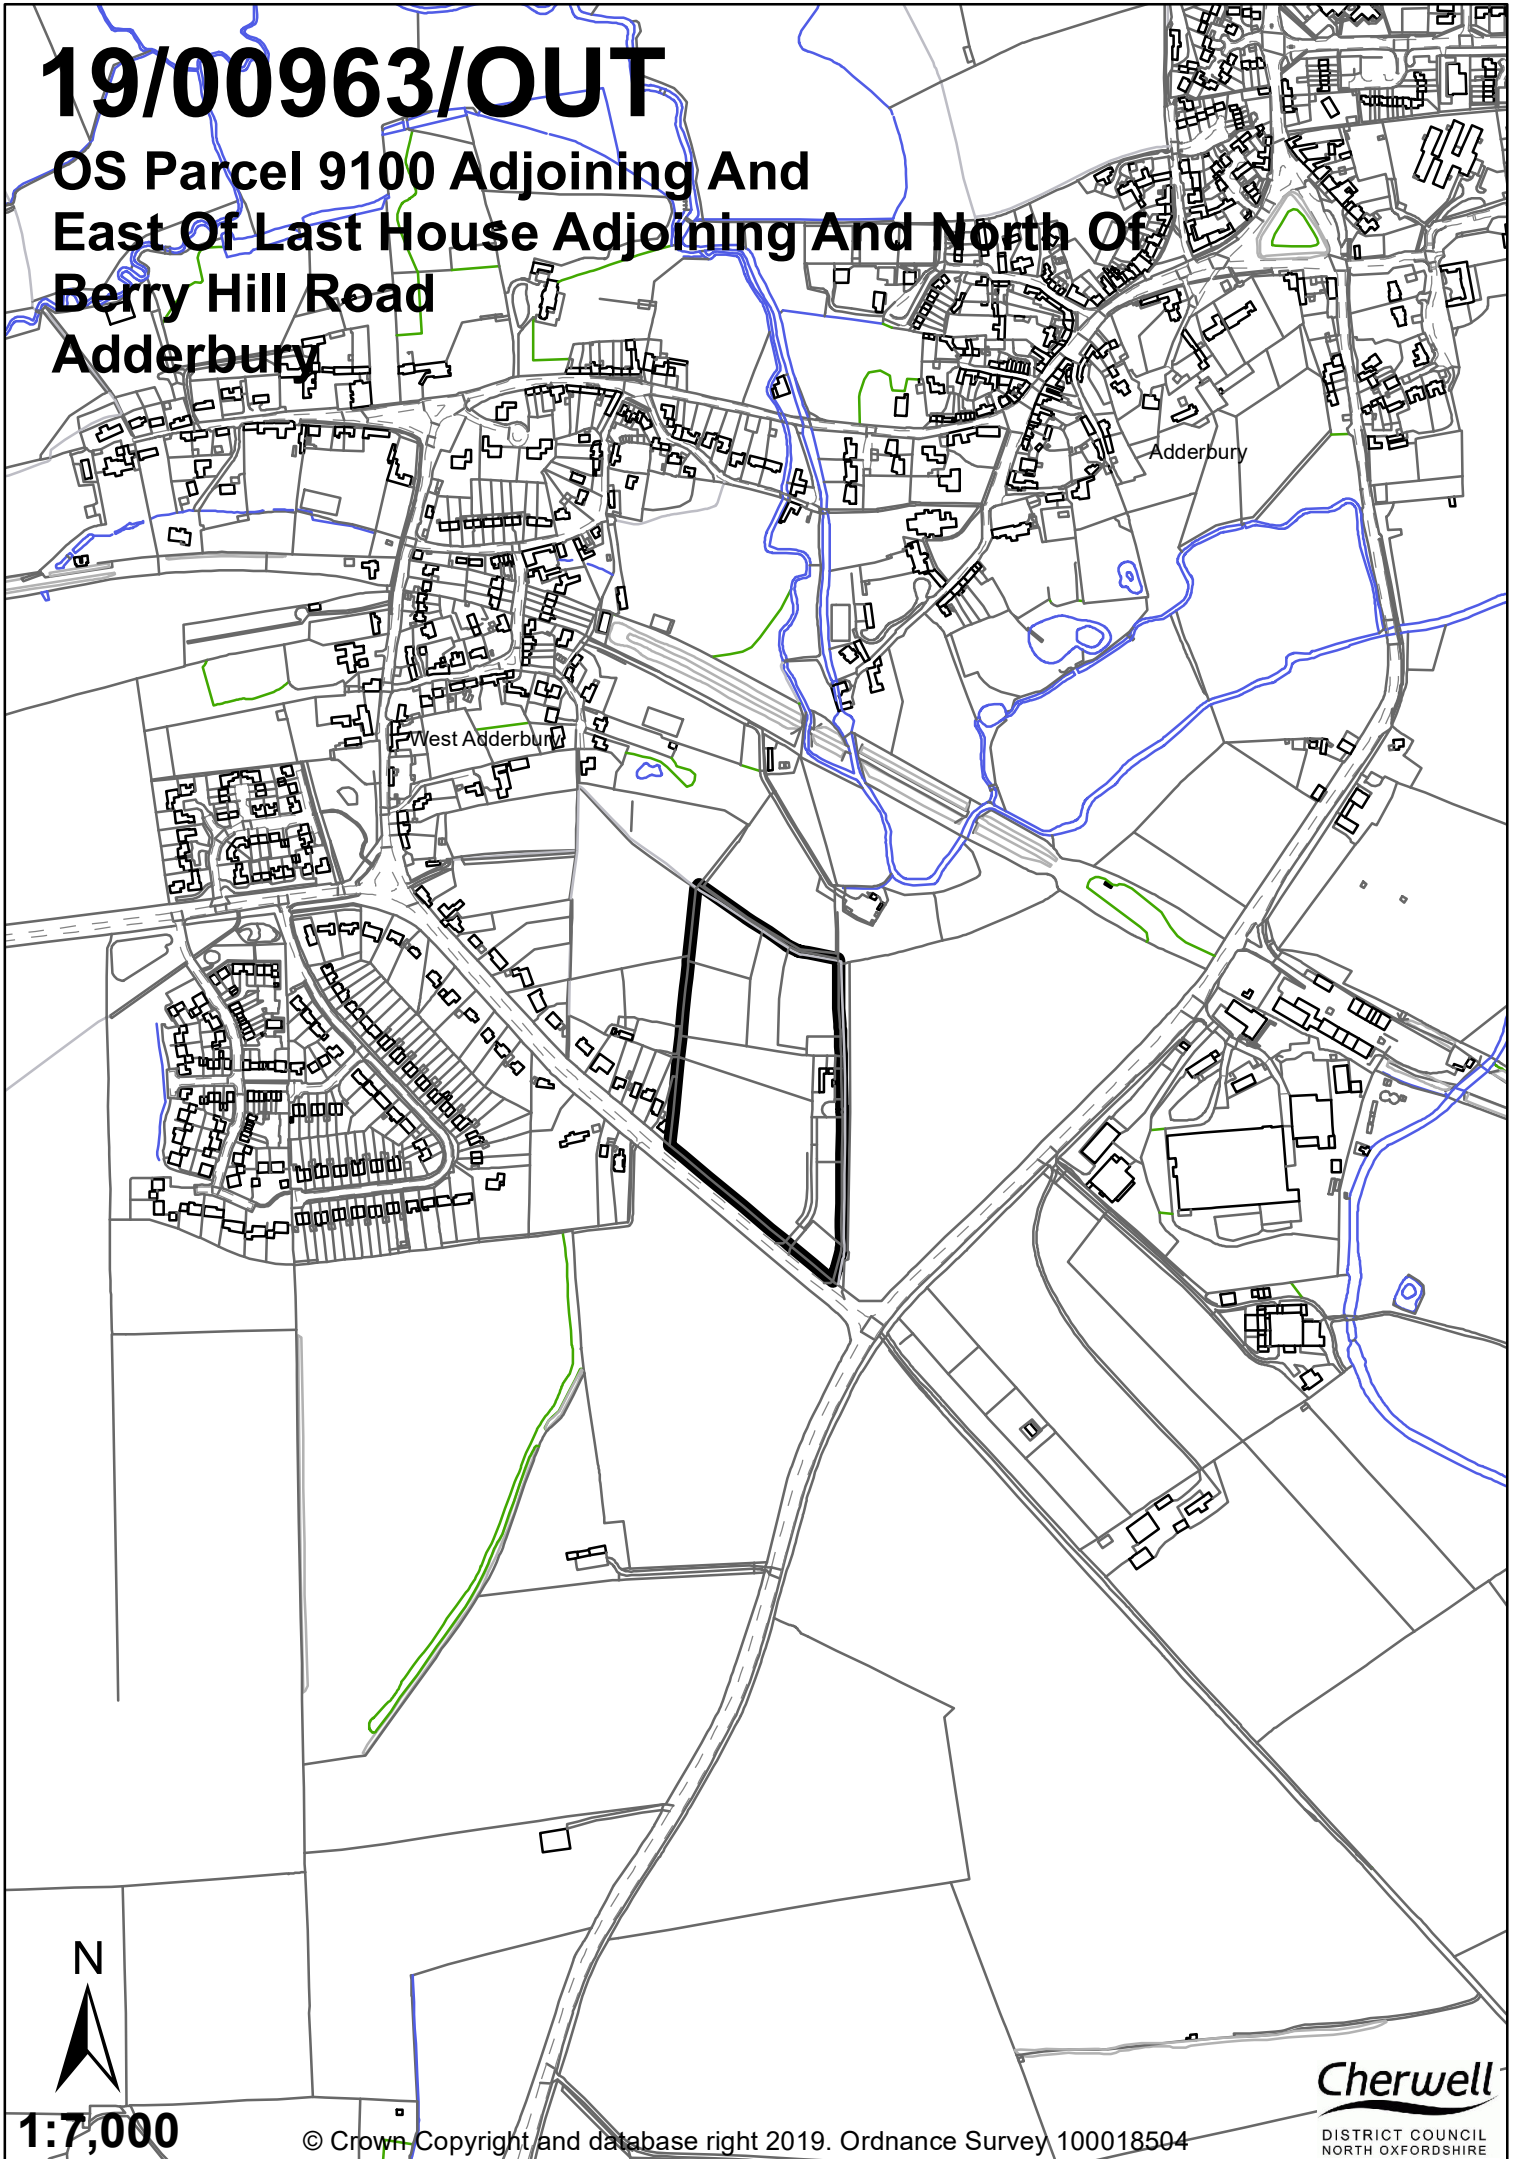 19/00963/OUT
OS Parcel 9100 Adjoining And
East Of Last House Adjoining And North Of
Berry Hill Road
Adderbury
Adderbury
West Adderbury
N
1:7,000
© Crown Copyright and database right 2019. Ordnance Survey 100018504
Cherwell
DISTRICT COUNCIL
NORTH OXFORDSHIRE